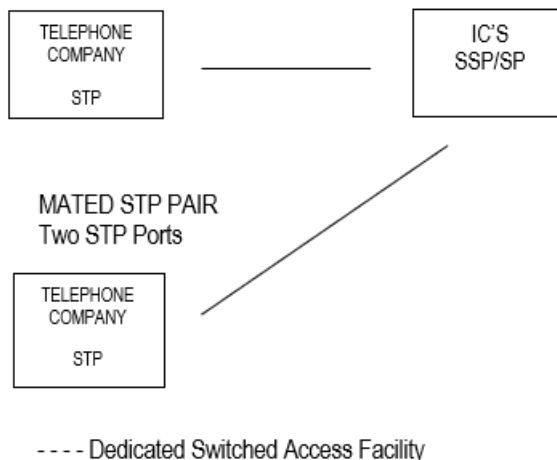 TELEPHONE
COMPANY
STP
IC'S
SSP/SP
MATED STP PAIR
Two STP Ports
TELEPHONE
COMPANY
STP
- - - - Dedicated Switched Access Facility